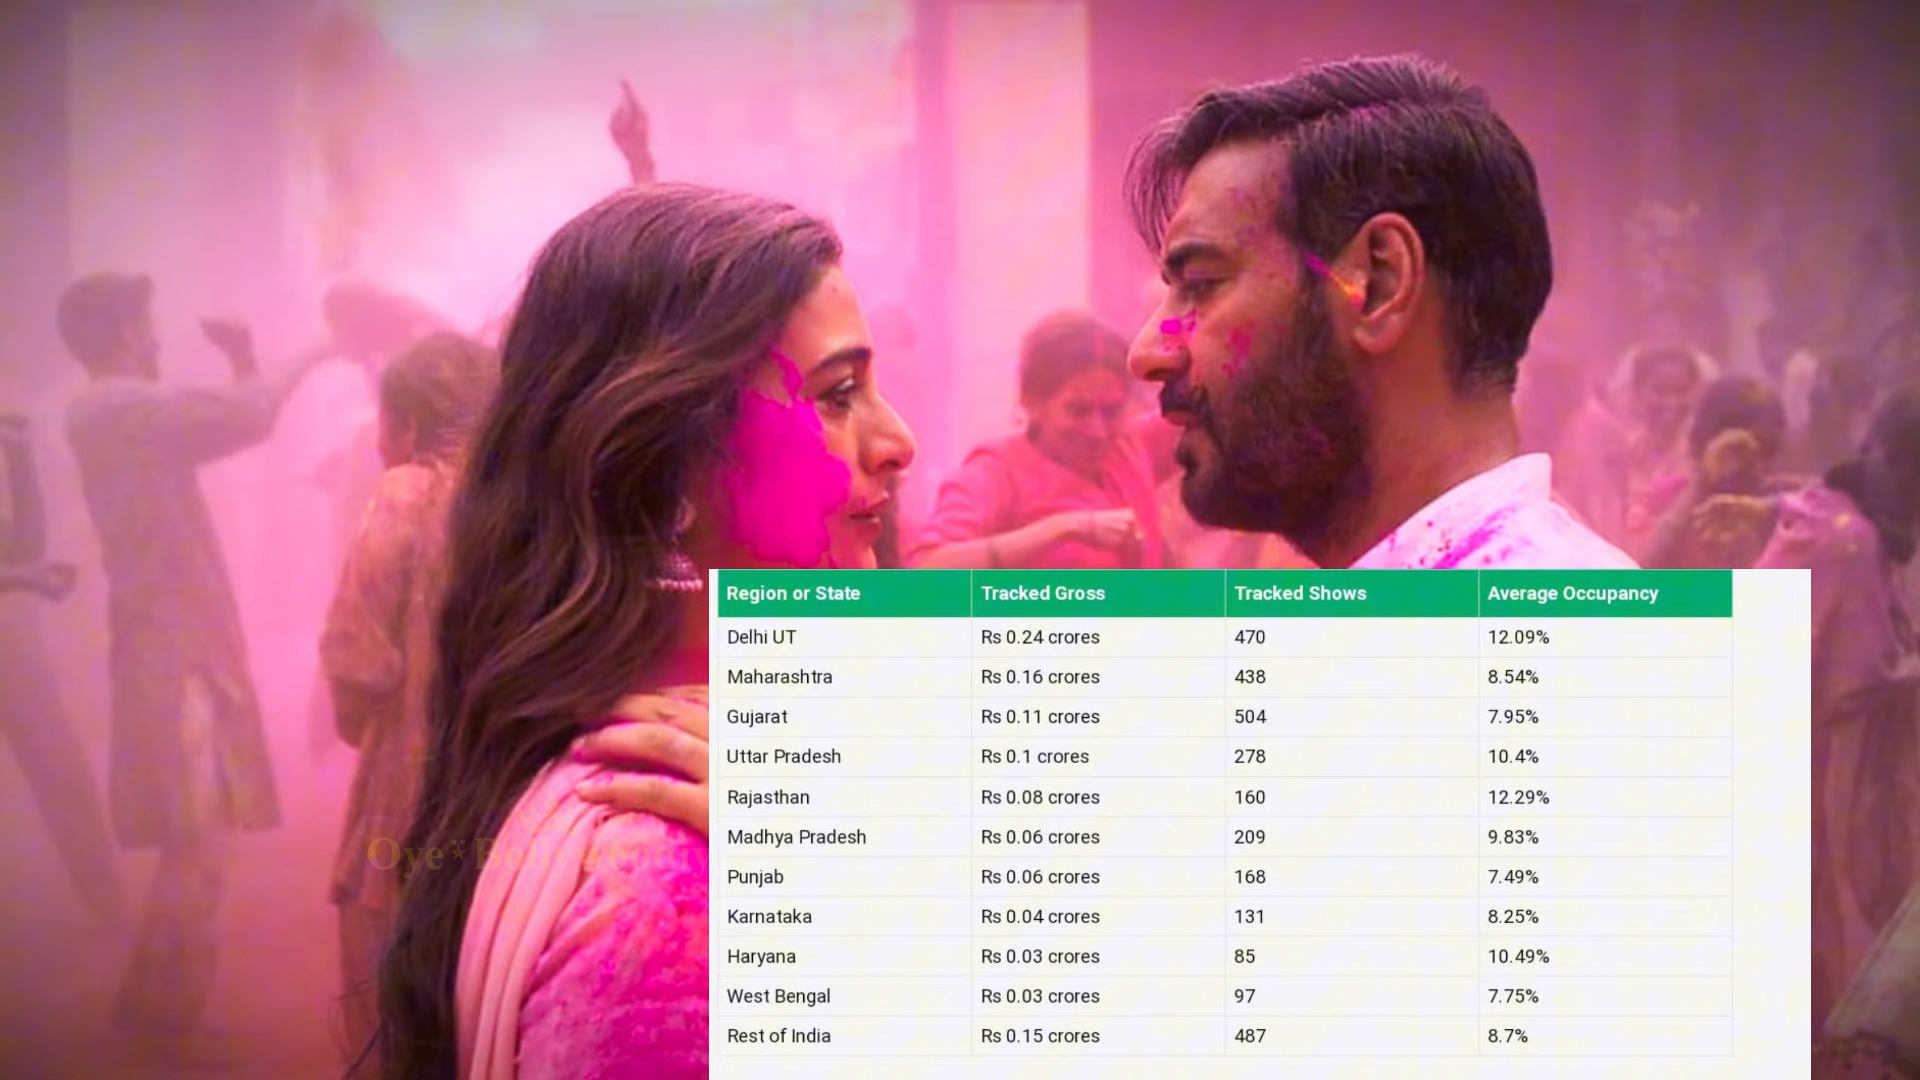 Oye
Region or State Tracked Gross Tracked Shows Average Occupancy
Delhi UT Rs 0.24 crores 470 12.09%
Maharashtra Rs 0.16 crores 438 8.54%
Gujarat Rs 0.11 crores 504 7.95%
Uttar Pradesh Rs 0.1 crores 278 10.4%
Rajasthan Rs 0.08 crores 160 12.29%
Madhya Pradesh Rs 0.06 crores 209 9.83%
Punjab Rs 0.06 crores 168 7.49%
Karnataka Rs 0.04 crores 131 8.25%
Haryana Rs 0.03 crores 85 10.49%
West Bengal Rs 0.03 crores 97 7.75%
Rest of India Rs 0.15 crores 487 8.7%